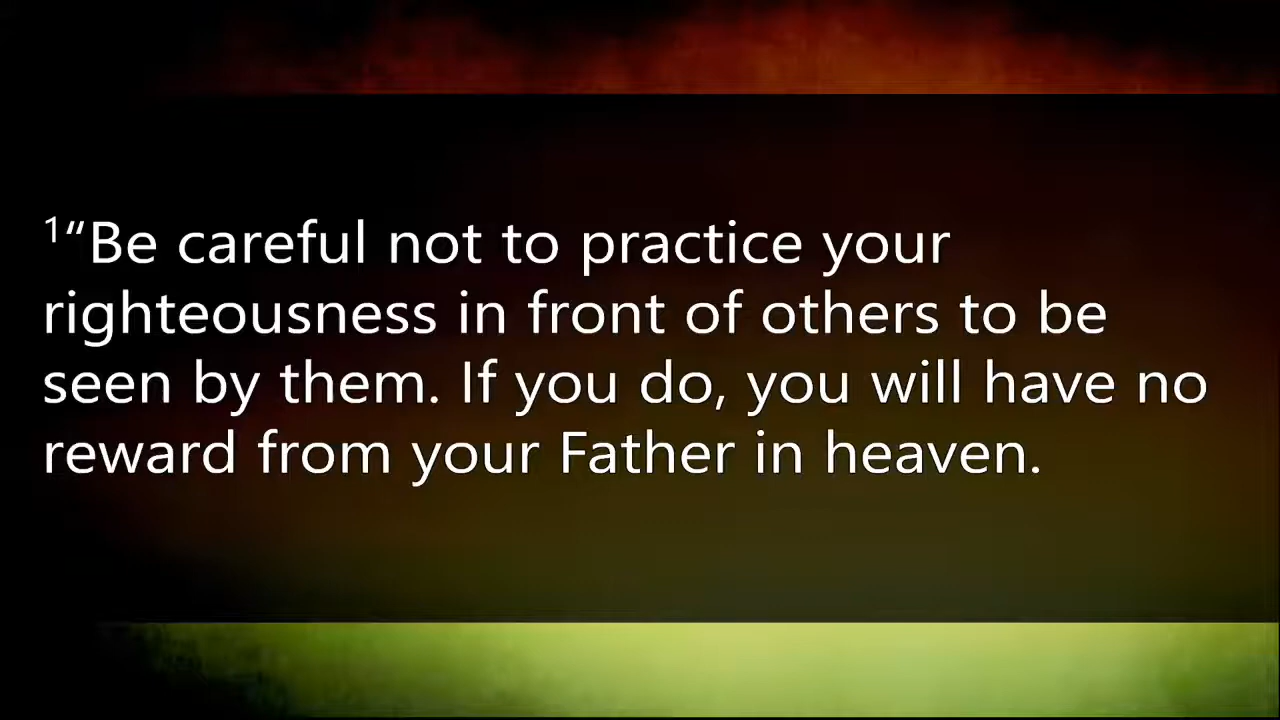 ¹“Be careful not to practice your
righteousness in front of others to be
seen by them. If you do, you will have no
reward from your Father in heaven.